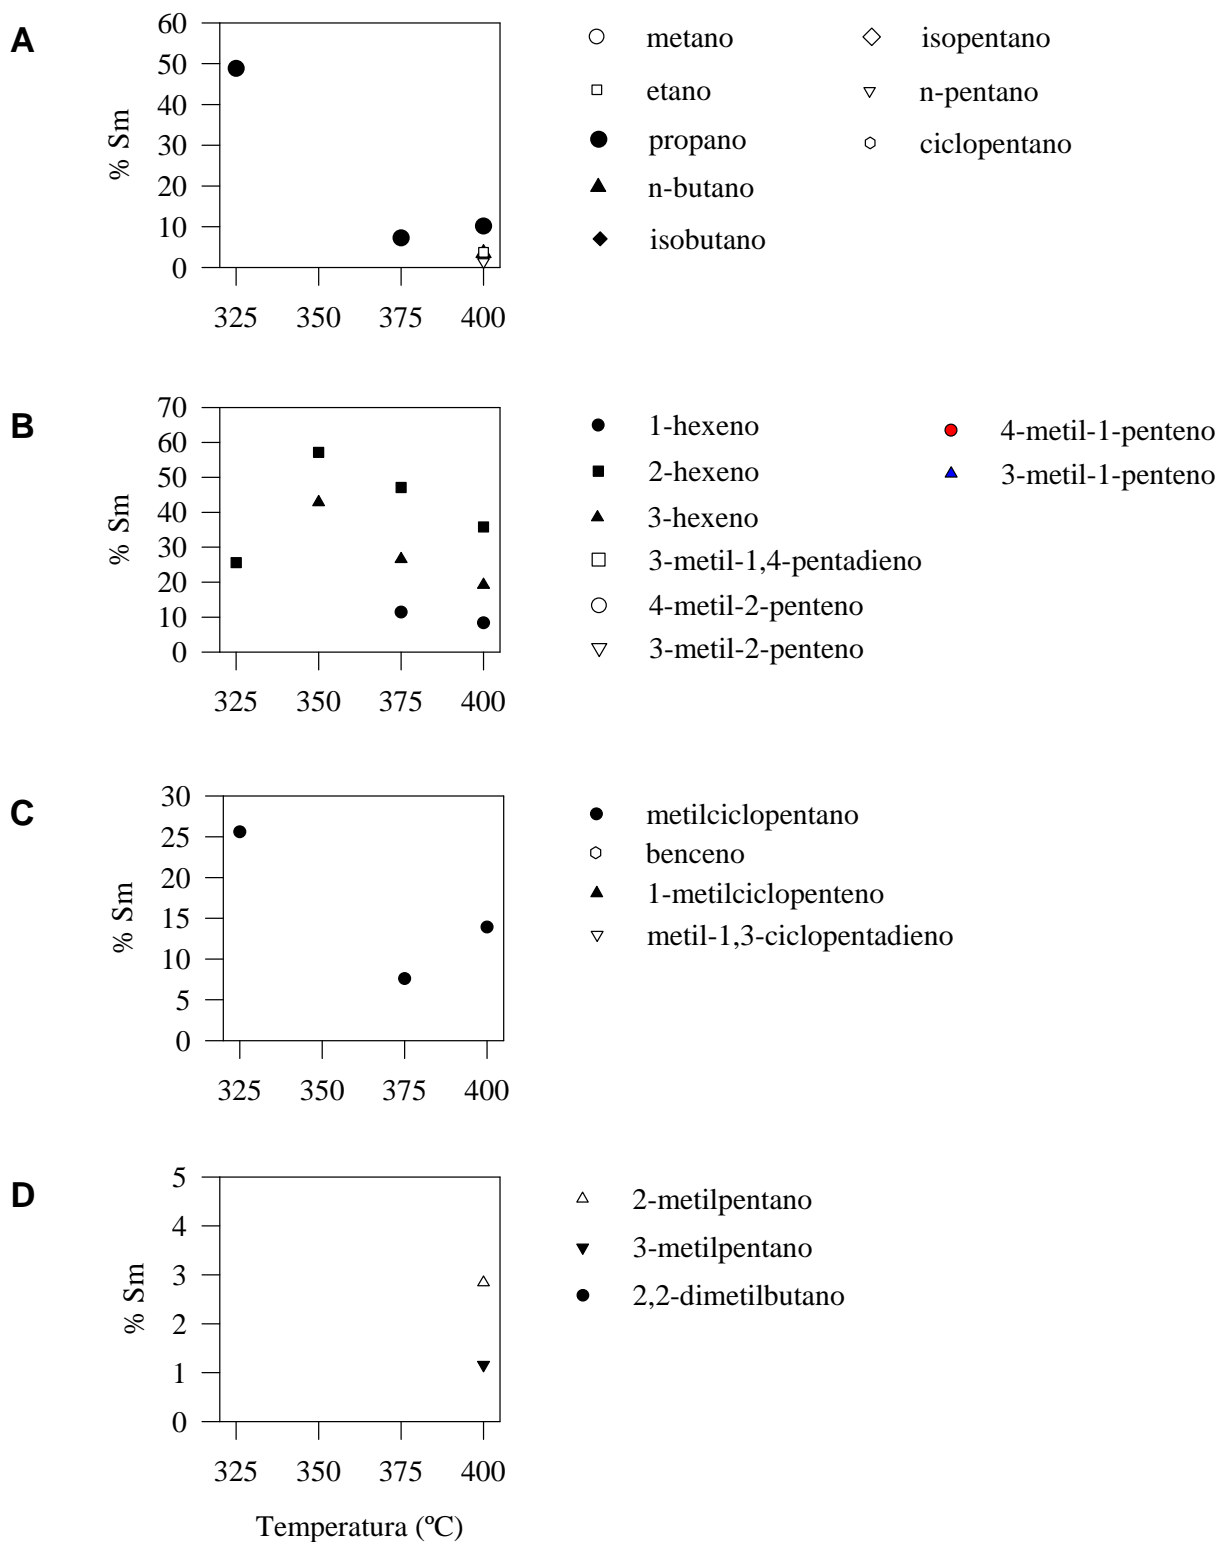 A
60
50
40
30
20
10
0
% Sm
325 350 375 400
metano
etano
propano
n-butano
isobutano
isopentano
n-pentano
ciclopentano
B
70
60
50
40
30
20
10
0
% Sm
325 350 375 400
1-hexeno
2-hexeno
3-hexeno
3-metil-1,4-pentadieno
4-metil-2-penteno
3-metil-2-penteno
4-metil-1-penteno
3-metil-1-penteno
C
30
25
20
15
10
5
0
% Sm
325 350 375 400
metilciclopentano
benceno
1-metilciclopenteno
metil-1,3-ciclopentadieno
D
5
4
3
2
1
0
% Sm
325 350 375 400
Temperatura (ºC)
2-metilpentano
3-metilpentano
2,2-dimetilbutano